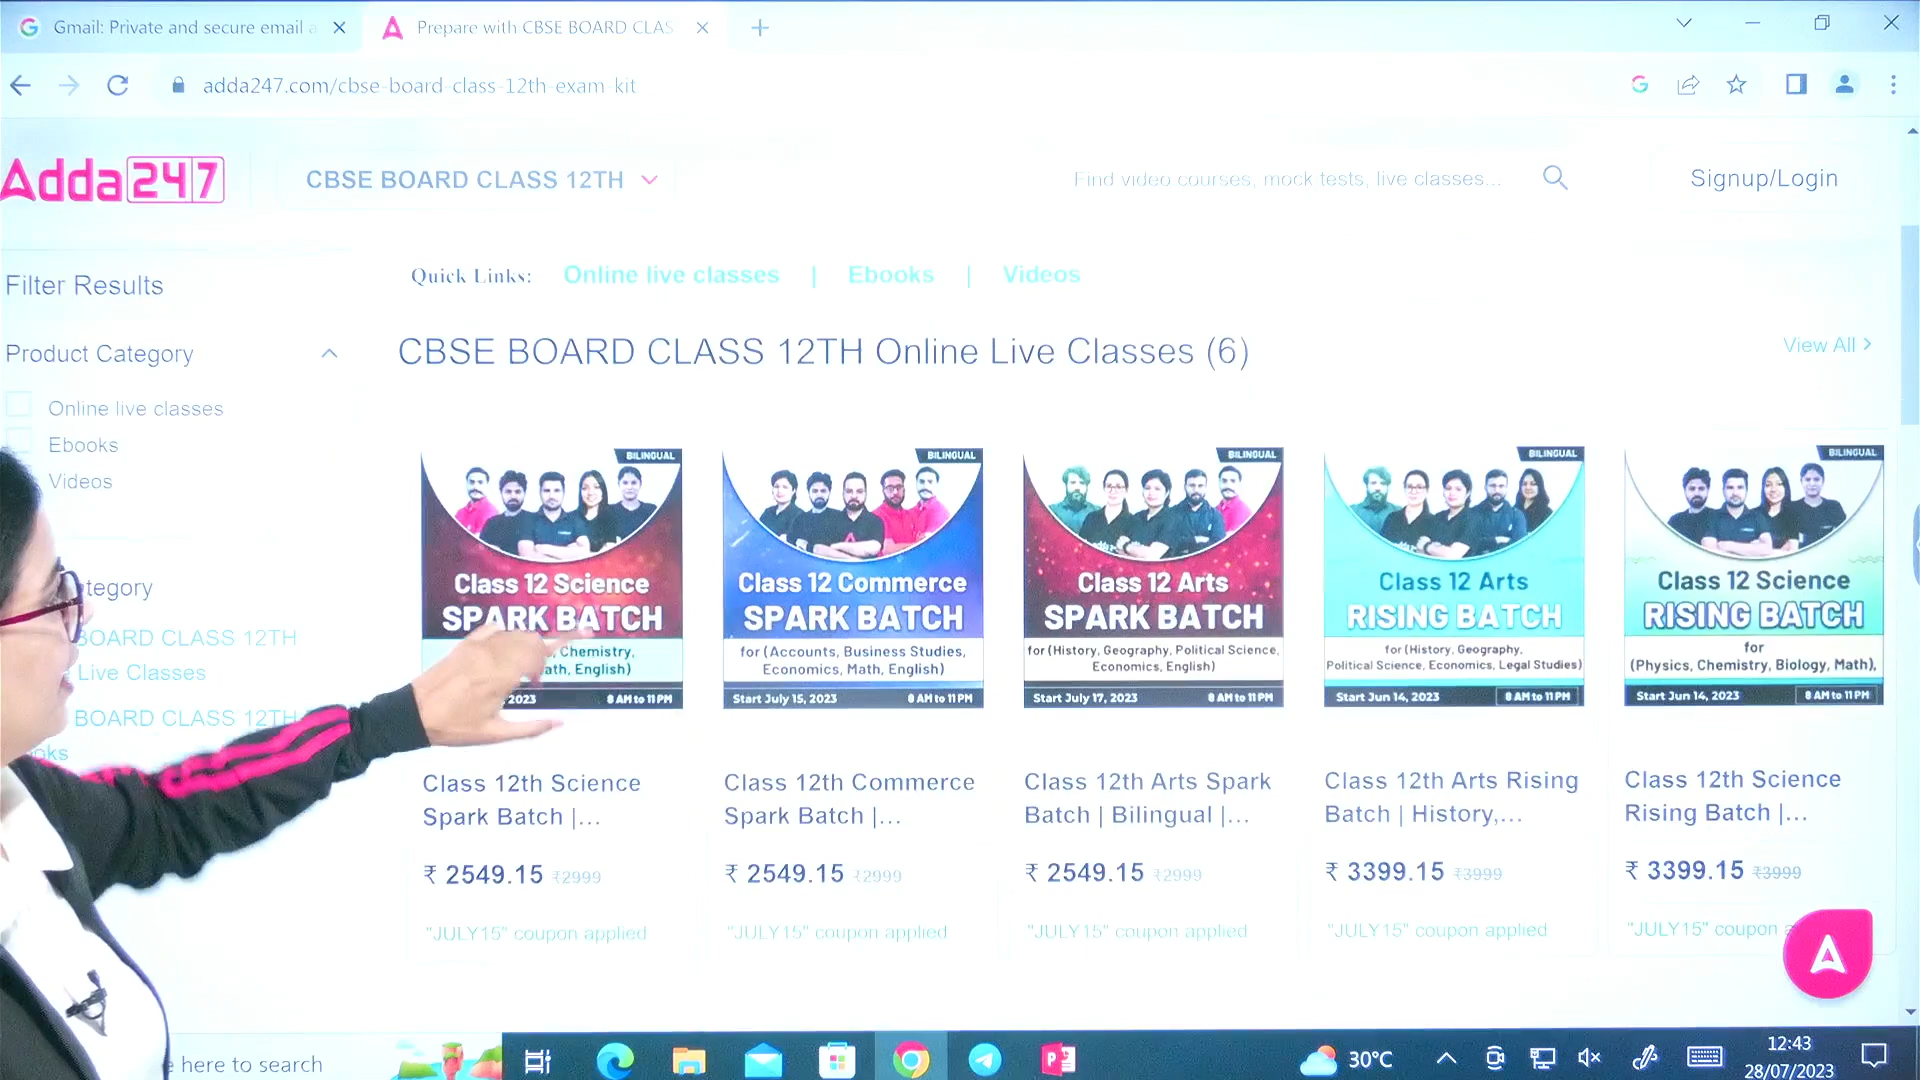 Gmail: Private and secure email a
Prepare with CBSE BOARD CLAS
adda247.com/cbse-board-class-12th-exam-kit
Adda247
CBSE BOARD CLASS 12TH
Find video courses, mock tests, live classes...
Signup/Login
Filter Results
Quick Links: Online live classes | Ebooks | Videos
Product Category
CBSE BOARD CLASS 12TH Online Live Classes (6)
View All >
Online live classes
Ebooks
Videos
tegory
BOARD CLASS 12TH
Live Classes
BOARD CLASS 12TH
oks
BILINGUAL
Class 12 Science
SPARK BATCH
, Chemistry,
ath, English)
, 2023 8 AM to 11 PM
Class 12th Science
Spark Batch |...
₹ 2549.15 ₹2999
"JULY15" coupon applied
BILINGUAL
Class 12 Commerce
SPARK BATCH
for (Accounts, Business Studies,
Economics, Math, English)
Start July 15, 2023 8 AM to 11 PM
Class 12th Commerce
Spark Batch |...
₹ 2549.15 ₹2999
"JULY15" coupon applied
BILINGUAL
Class 12 Arts
SPARK BATCH
for (History, Geography, Political Science,
Economics, English)
Start July 17, 2023 8 AM to 11 PM
Class 12th Arts Spark
Batch | Bilingual |...
₹ 2549.15 ₹2999
"JULY15" coupon applied
BILINGUAL
Class 12 Arts
RISING BATCH
for (History, Geography,
Political Science, Economics, Legal Studies)
Start Jun 14, 2023 8 AM to 11 PM
Class 12th Arts Rising
Batch | History,...
₹ 3399.15 ₹3999
"JULY15" coupon applied
BILINGUAL
Class 12 Science
RISING BATCH
for
(Physics, Chemistry, Biology, Math),
Start Jun 14, 2023 8 AM to 11 PM
Class 12th Science
Rising Batch |...
₹ 3399.15 ₹3999
"JULY15" coupon a
e here to search
30°C
12:43
28/07/2023